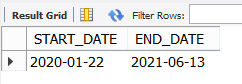 Result Grid Filter Rows:
START_DATE END_DATE
2020-01-22 2021-06-13